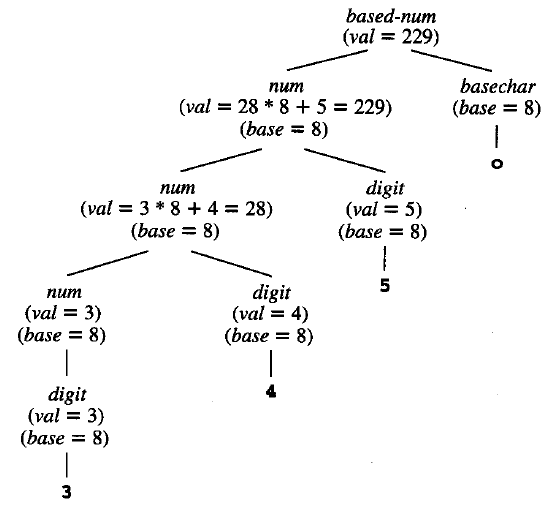 based-num
(val = 229)
num
(val = 28 * 8 + 5 = 229)
(base = 8)
basechar
(base = 8)
o
num
(val = 3 * 8 + 4 = 28)
(base = 8)
digit
(val = 5)
(base = 8)
5
num
(val = 3)
(base = 8)
digit
(val = 4)
(base = 8)
4
digit
(val = 3)
(base = 8)
3